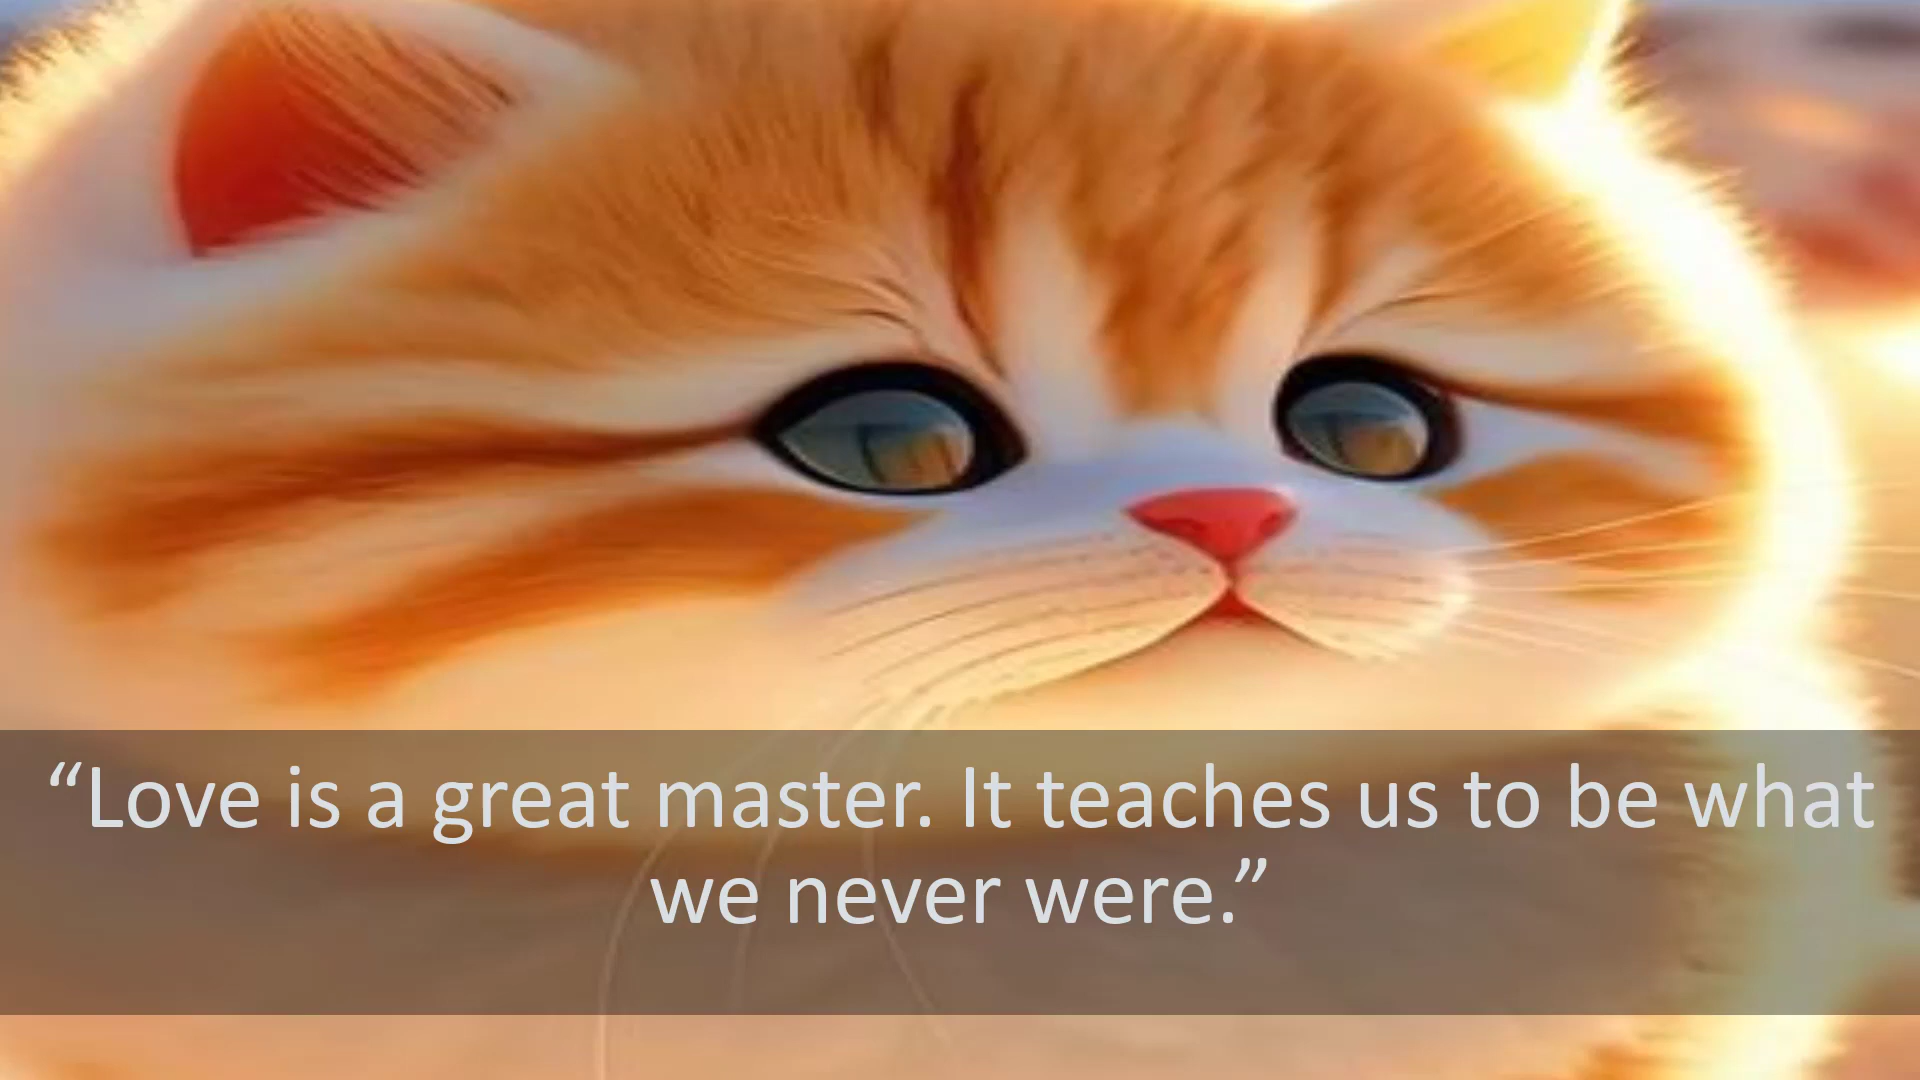 “Love is a great master. It teaches us to be what
we never were.”